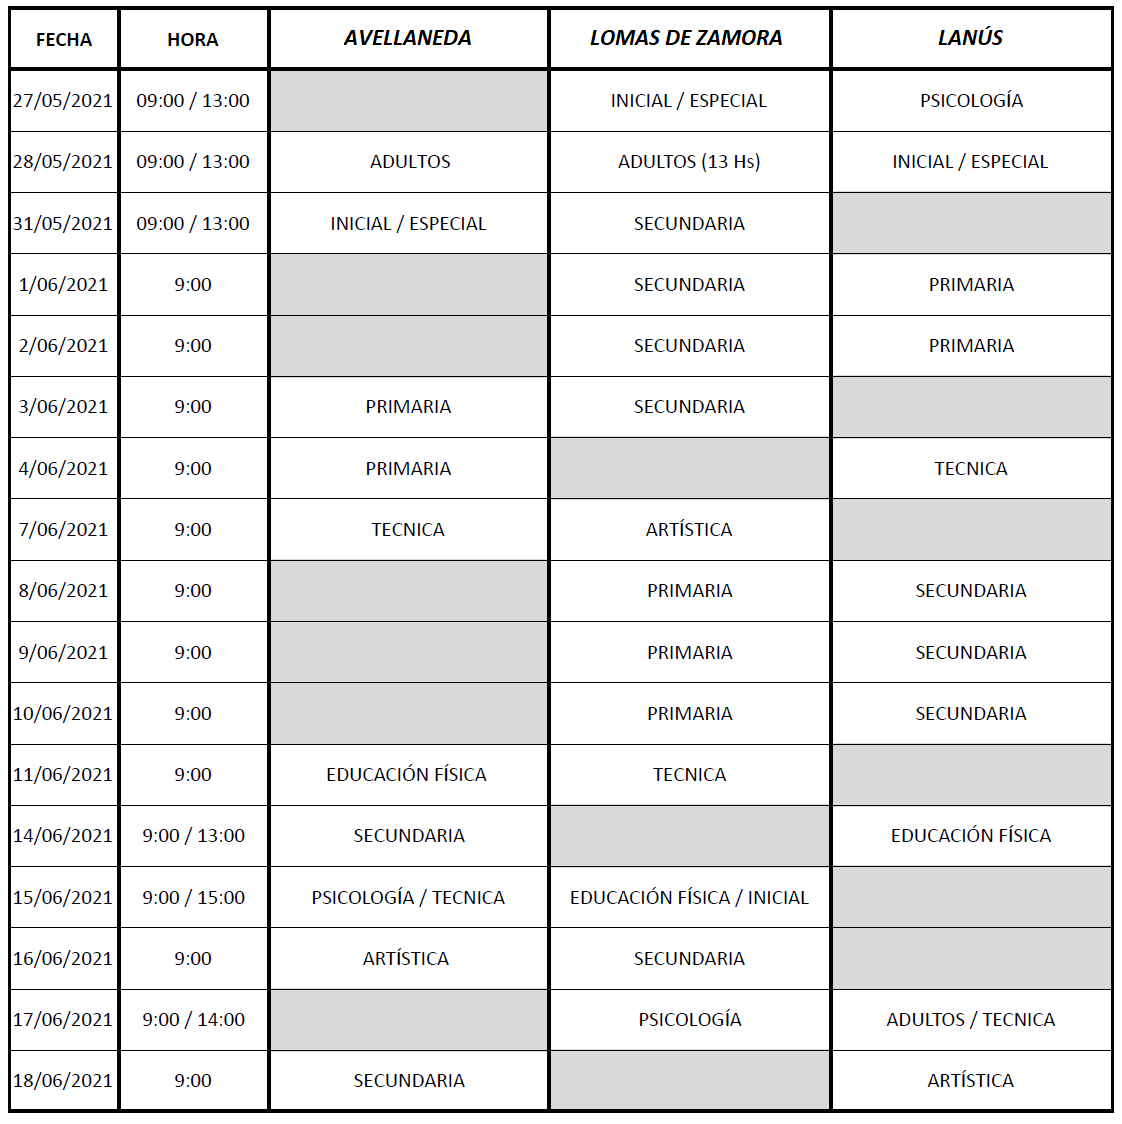 FECHA HORA AVELLANEDA LOMAS DE ZAMORA LANÚS
27/05/2021 09:00 / 13:00 INICIAL / ESPECIAL PSICOLOGÍA
28/05/2021 09:00 / 13:00 ADULTOS ADULTOS (13 Hs) INICIAL / ESPECIAL
31/05/2021 09:00 / 13:00 INICIAL / ESPECIAL SECUNDARIA
1/06/2021 9:00 SECUNDARIA PRIMARIA
2/06/2021 9:00 SECUNDARIA PRIMARIA
3/06/2021 9:00 PRIMARIA SECUNDARIA
4/06/2021 9:00 PRIMARIA TECNICA
7/06/2021 9:00 TECNICA ARTÍSTICA
8/06/2021 9:00 PRIMARIA SECUNDARIA
9/06/2021 9:00 PRIMARIA SECUNDARIA
10/06/2021 9:00 PRIMARIA SECUNDARIA
11/06/2021 9:00 EDUCACIÓN FÍSICA TECNICA
14/06/2021 9:00 / 13:00 SECUNDARIA EDUCACIÓN FÍSICA
15/06/2021 9:00 / 15:00 PSICOLOGÍA / TECNICA EDUCACIÓN FÍSICA / INICIAL
16/06/2021 9:00 ARTÍSTICA SECUNDARIA
17/06/2021 9:00 / 14:00 PSICOLOGÍA ADULTOS / TECNICA
18/06/2021 9:00 SECUNDARIA ARTÍSTICA